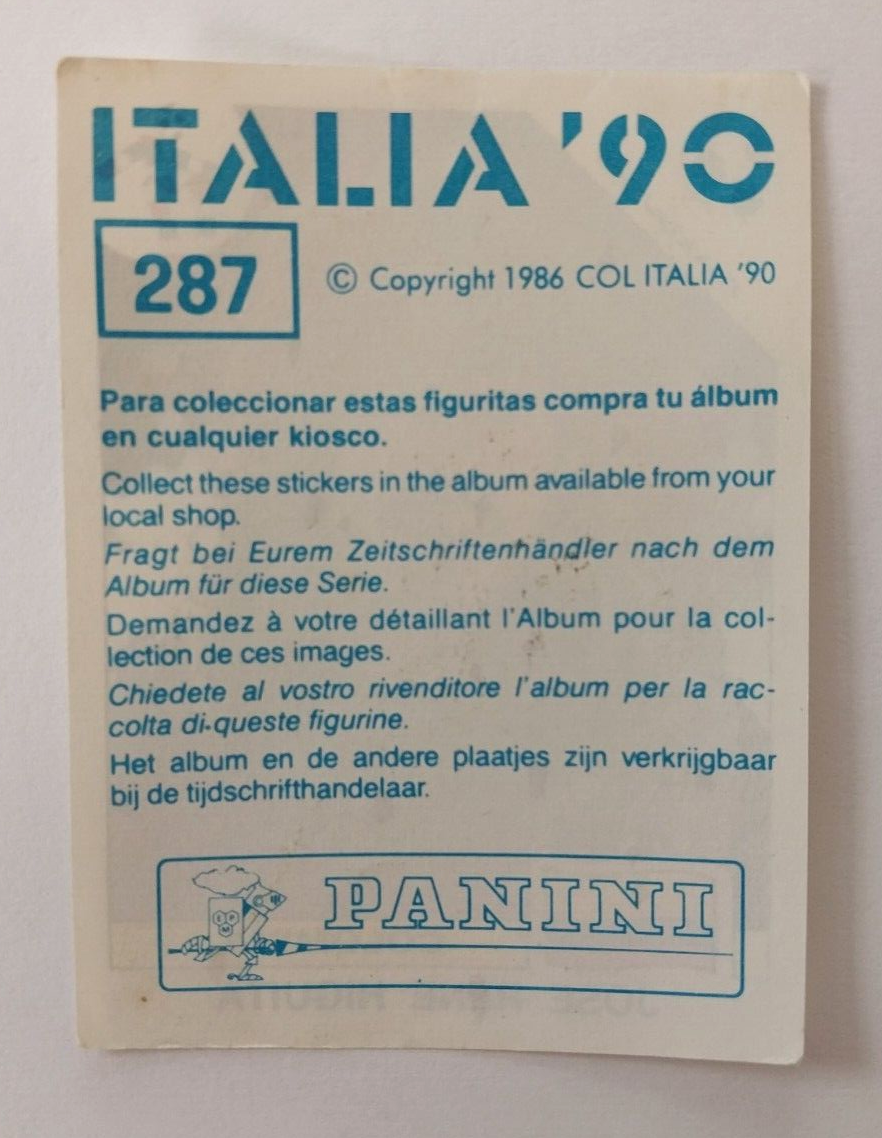 ITALIA '90
287
© Copyright 1986 COL ITALIA '90
Para coleccionar estas figuritas compra tu álbum
en cualquier kiosco.
Collect these stickers in the album available from your
local shop.
Fragt bei Eurem Zeitschriftenhändler nach dem
Album für diese Serie.
Demandez à votre détaillant l'Album pour la col-
lection de ces images.
Chiedete al vostro rivenditore l'album per la rac-
colta di queste figurine.
Het album en de andere plaatjes zijn verkrijgbaar
bij de tijdschrifthandelaar.
PANINI